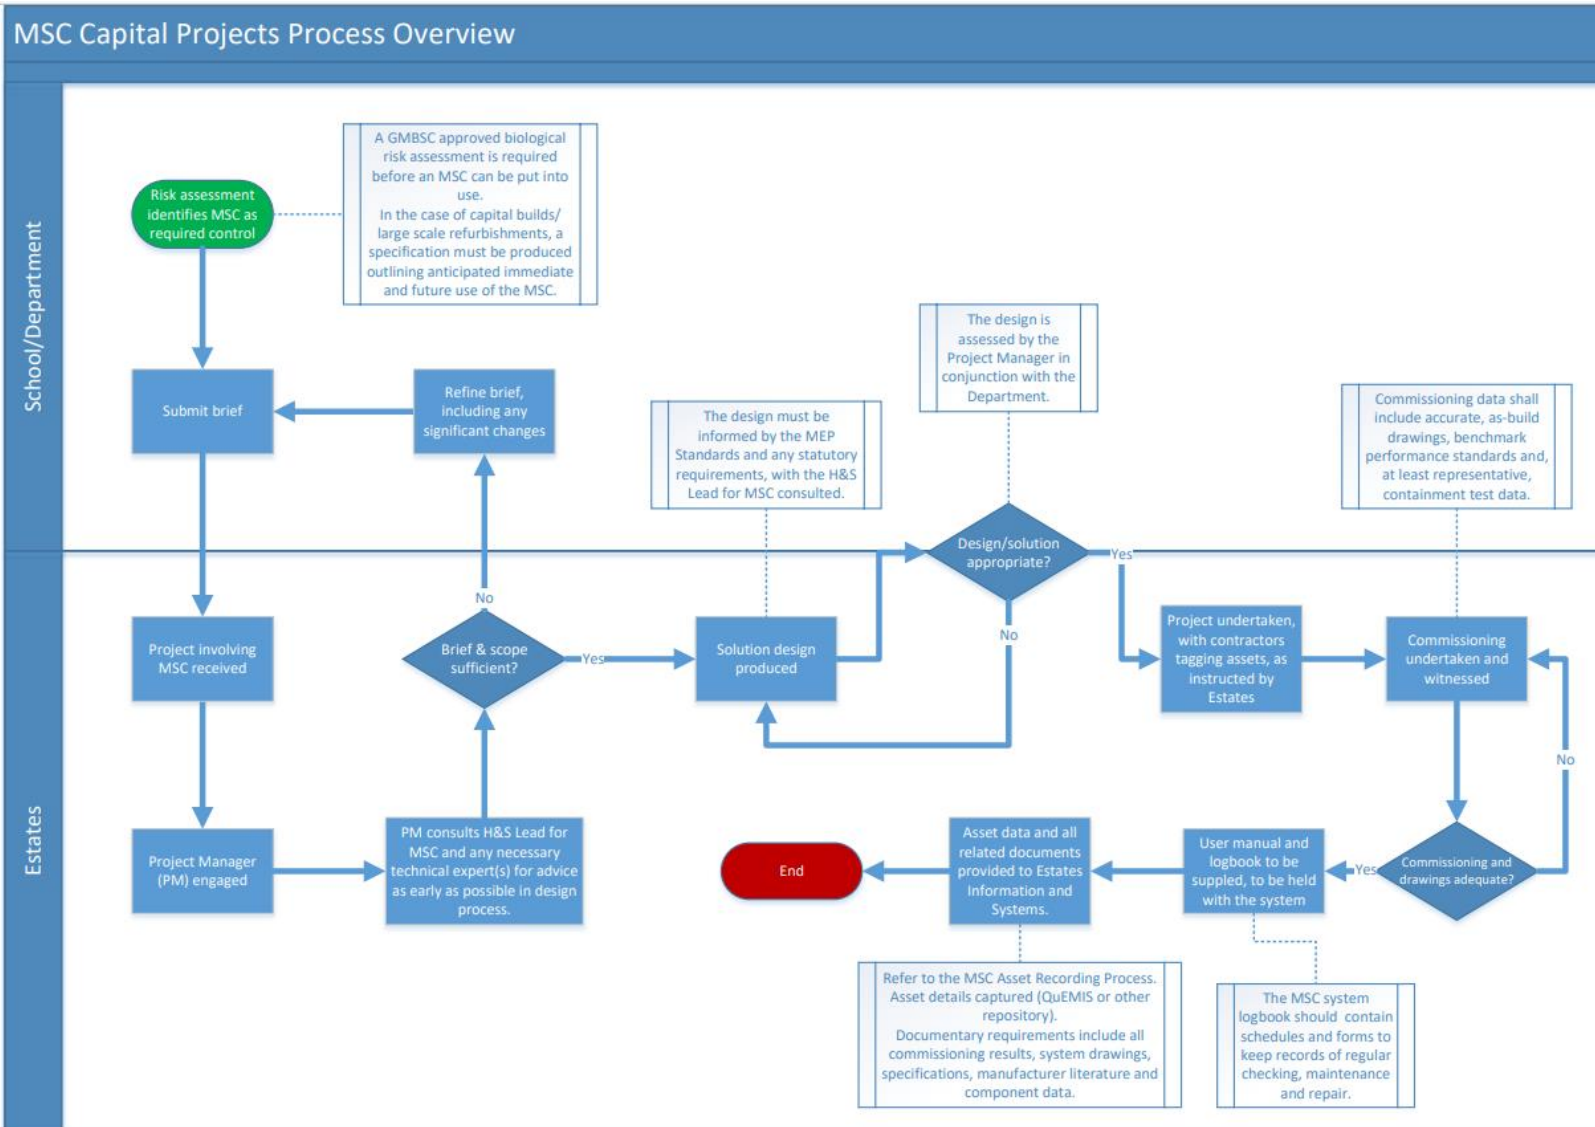 MSC Capital Projects Process Overview
School/Department
Risk assessment
identifies MSC as
required control
A GMBSC approved biological
risk assessment is required
before an MSC can be put into
use.
In the case of capital builds/
large scale refurbishments, a
specification must be produced
outlining anticipated immediate
and future use of the MSC.
Submit brief
Refine brief,
including any
significant changes
The design must be
informed by the MEP
Standards and any statutory
requirements, with the H&S
Lead for MSC consulted.
The design is
assessed by the
Project Manager in
conjunction with the
Department.
Commissioning data shall
include accurate, as-build
drawings, benchmark
performance standards and,
at least representative,
containment test data.
Design/solution
appropriate?
Yes
No
Estates
Project involving
MSC received
No
Brief & scope
sufficient?
Yes
Solution design
produced
Project undertaken,
with contractors
tagging assets, as
instructed by
Estates
Commissioning
undertaken and
witnessed
No
Project Manager
(PM) engaged
PM consults H&S Lead for
MSC and any necessary
technical expert(s) for advice
as early as possible in design
process.
End
Asset data and all
related documents
provided to Estates
Information and
Systems.
User manual and
logbook to be
suppled, to be held
with the system
Yes
Commissioning and
drawings adequate?
Refer to the MSC Asset Recording Process.
Asset details captured (QuEMIS or other
repository).
Documentary requirements include all
commissioning results, system drawings,
specifications, manufacturer literature and
component data.
The MSC system
logbook should  contain
schedules and forms to
keep records of regular
checking, maintenance
and repair.